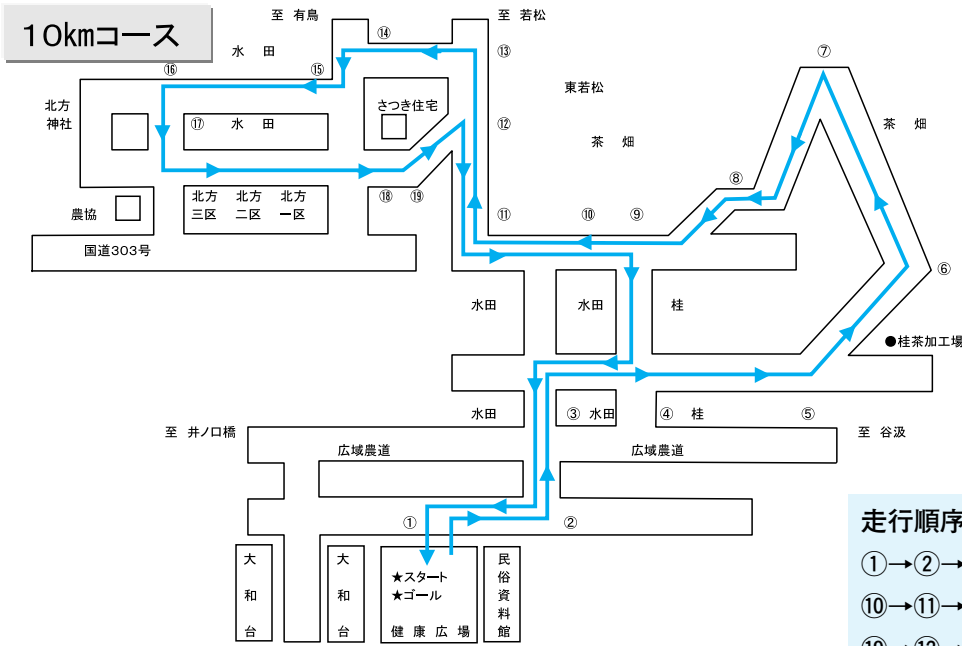 10kmコース
至 有鳥
至 若松
⑭
水 田
⑬
⑦
⑯
⑮
東若松
北方
神社
さつき住宅
⑰ 水 田
⑫
茶 畑
茶 畑
⑧
農協
北方
三区
北方
二区
北方
一区
⑱ ⑲
⑪
⑩
⑨
国道303号
⑥
水田
水田
桂
●桂茶加工場
水田
③ 水田
④ 桂
⑤
至 井ノ口橋
至 谷汲
広域農道
広域農道
①
②
大和台
大和台
★スタート
★ゴール
健 康 広 場
民俗資料館
走行順序
①→②→
⑩→⑪→